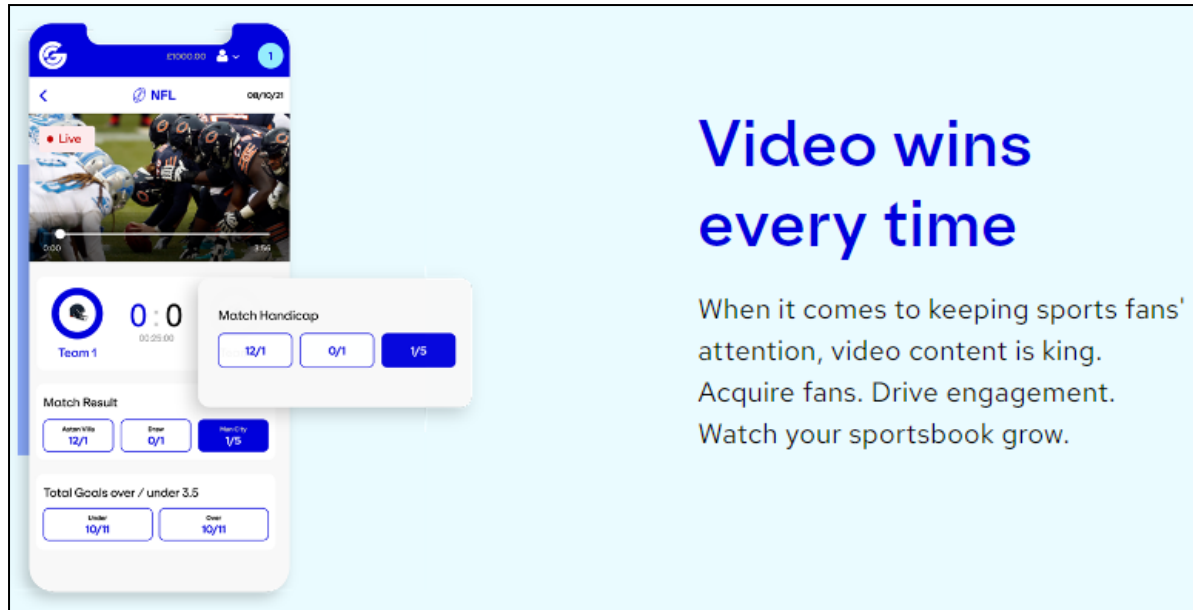 £1000.00
1
NFL
08/10/21
Live
0:00
3:56
0 : 0
00:25:00
Team 1
Match Handicap
12/1
0/1
1/5
Match Result
Aston Villa
12/1
Draw
0/1
Man City
1/5
Total Goals over / under 3.5
Under
10/11
Over
10/11
Video wins
every time
When it comes to keeping sports fans'
attention, video content is king.
Acquire fans. Drive engagement.
Watch your sportsbook grow.